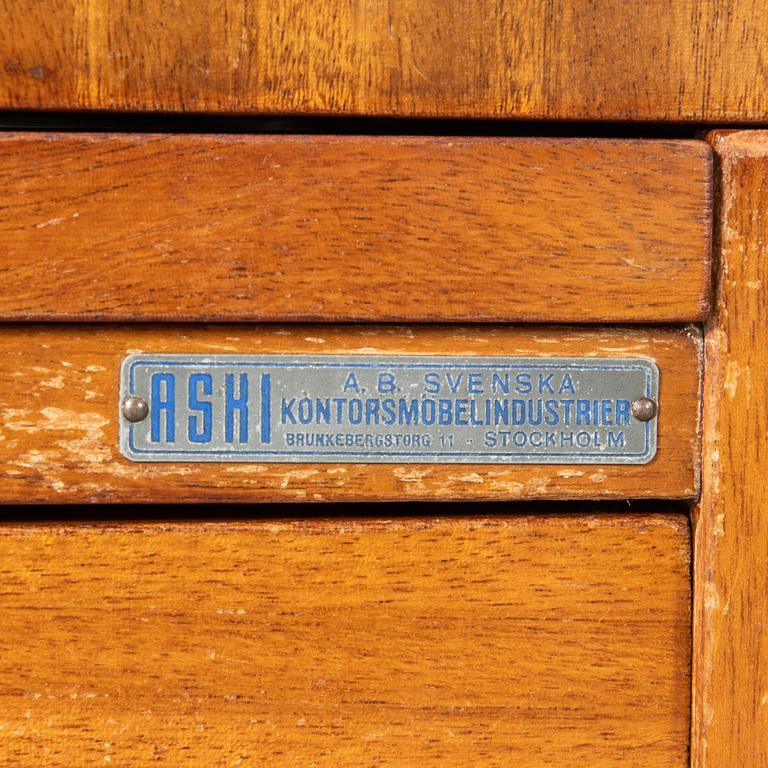 ASKI
A.B. SVENSKA
KONTORSMÖBELINDUSTRIER
BRUNKEBERGSTORG 11 - STOCKHOLM